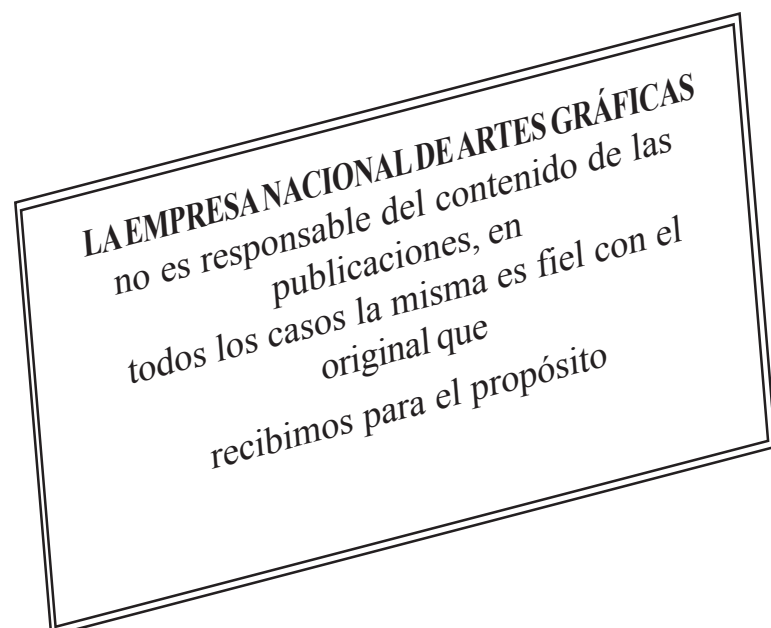 LA EMPRESA NACIONAL DE ARTES GRÁFICAS
no es responsable del contenido de las
publicaciones, en
todos los casos la misma es fiel con el
original que
recibimos para el propósito